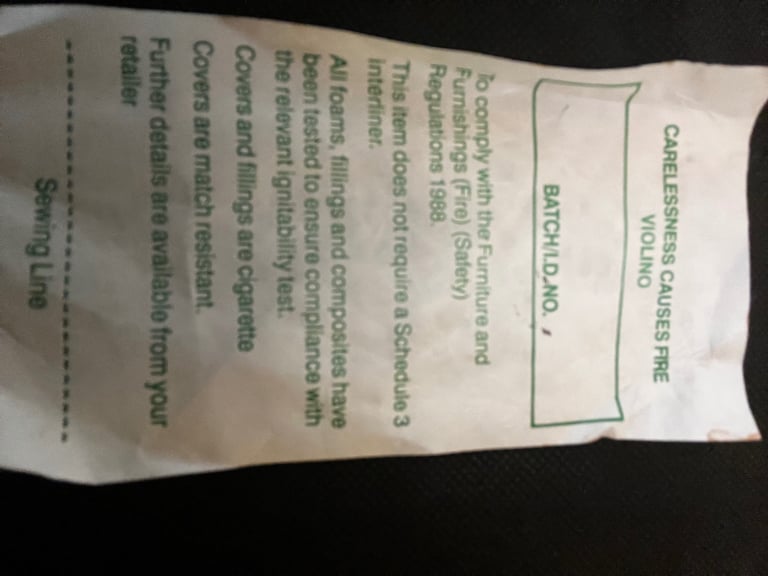 CARELESSNESS CAUSES FIRE
VIOLINO
BATCH/I.D.NO.
To comply with the Furniture and
Furnishings (Fire) (Safety)
Regulations 1988.
This item does not require a Schedule 3
interliner.
All foams, fillings and composites have
been tested to ensure compliance with
the relevant ignitability test.
Covers and fillings are cigarette
Covers are match resistant.
Further details are available from your
retailer
Sewing Line